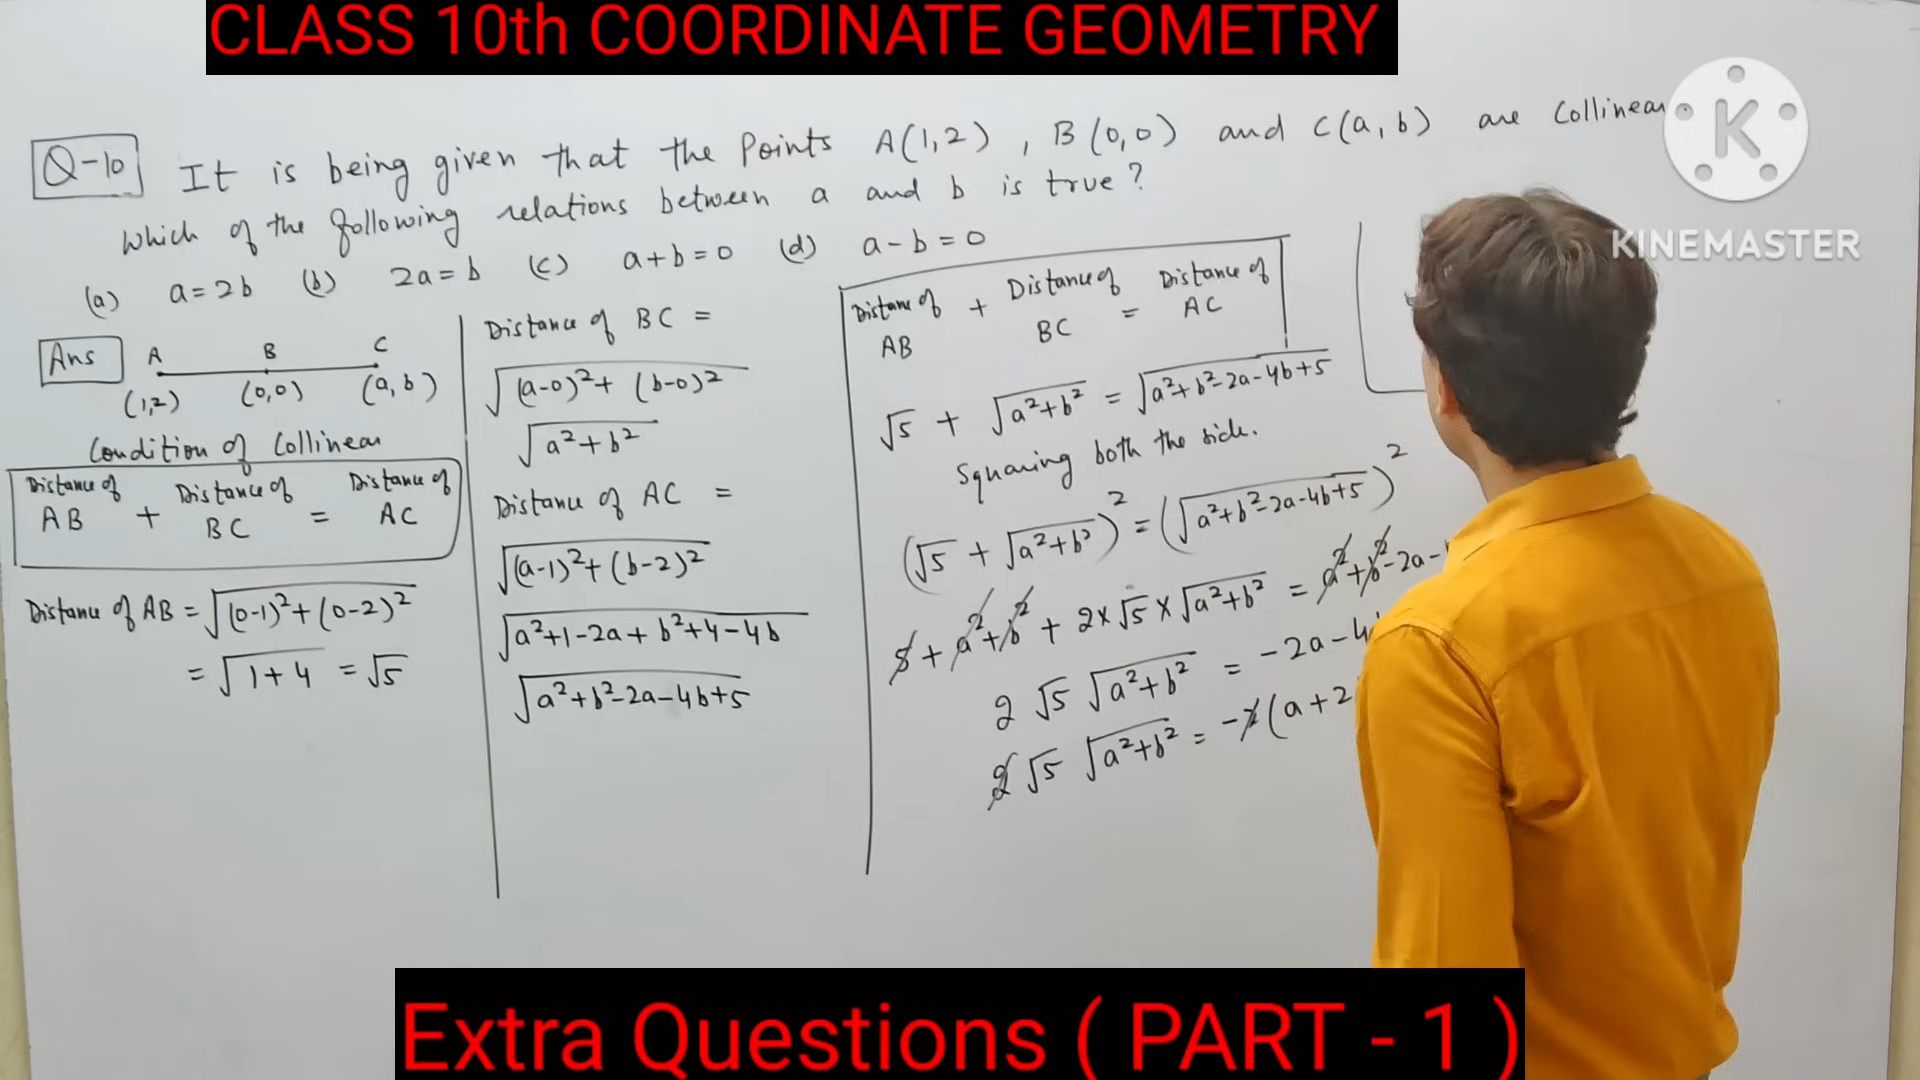 CLASS 10th COORDINATE GEOMETRY
KINEMASTER
Q-10 It is being given that the points A(1,2), B(0,0) and C(a,b) are Collinear
which of the following relations between a and b is true?
(a) a=2b (b) 2a=b (c) a+b=0 (d) a-b=0
Ans A B C
(1,2) (0,0) (a,b)
Condition of Collinear
Distance of AB + Distance of BC = Distance of AC
Distance of AB = √((0-1)²+(0-2)²)
= √(1+4) = √5
Distance of BC =
√((a-0)²+(b-0)²)
√(a²+b²)
Distance of AC =
√((a-1)²+(b-2)²)
√(a²+1-2a+b²+4-4b)
√(a²+b²-2a-4b+5)
Distance of AB + Distance of BC = Distance of AC
√5 + √(a²+b²) = √(a²+b²-2a-4b+5)
Squaring both the side.
(√5 + √(a²+b²))² = (√(a²+b²-2a-4b+5))²
5+a²+b²+2×√5×√(a²+b²) = a²+b²-2a-
2√5 √(a²+b²) = -2a-4
2√5 √(a²+b²) = -2(a+2
Extra Questions ( PART - 1 )